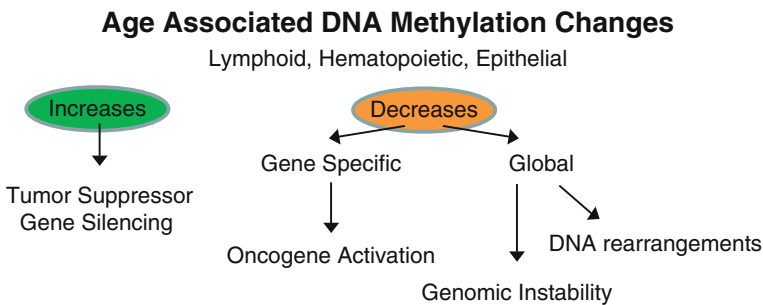 Age Associated DNA Methylation Changes
Lymphoid, Hematopoietic, Epithelial
Increases
Decreases
Gene Specific
Global
Tumor Suppressor
Gene Silencing
Oncogene Activation
DNA rearrangements
Genomic Instability